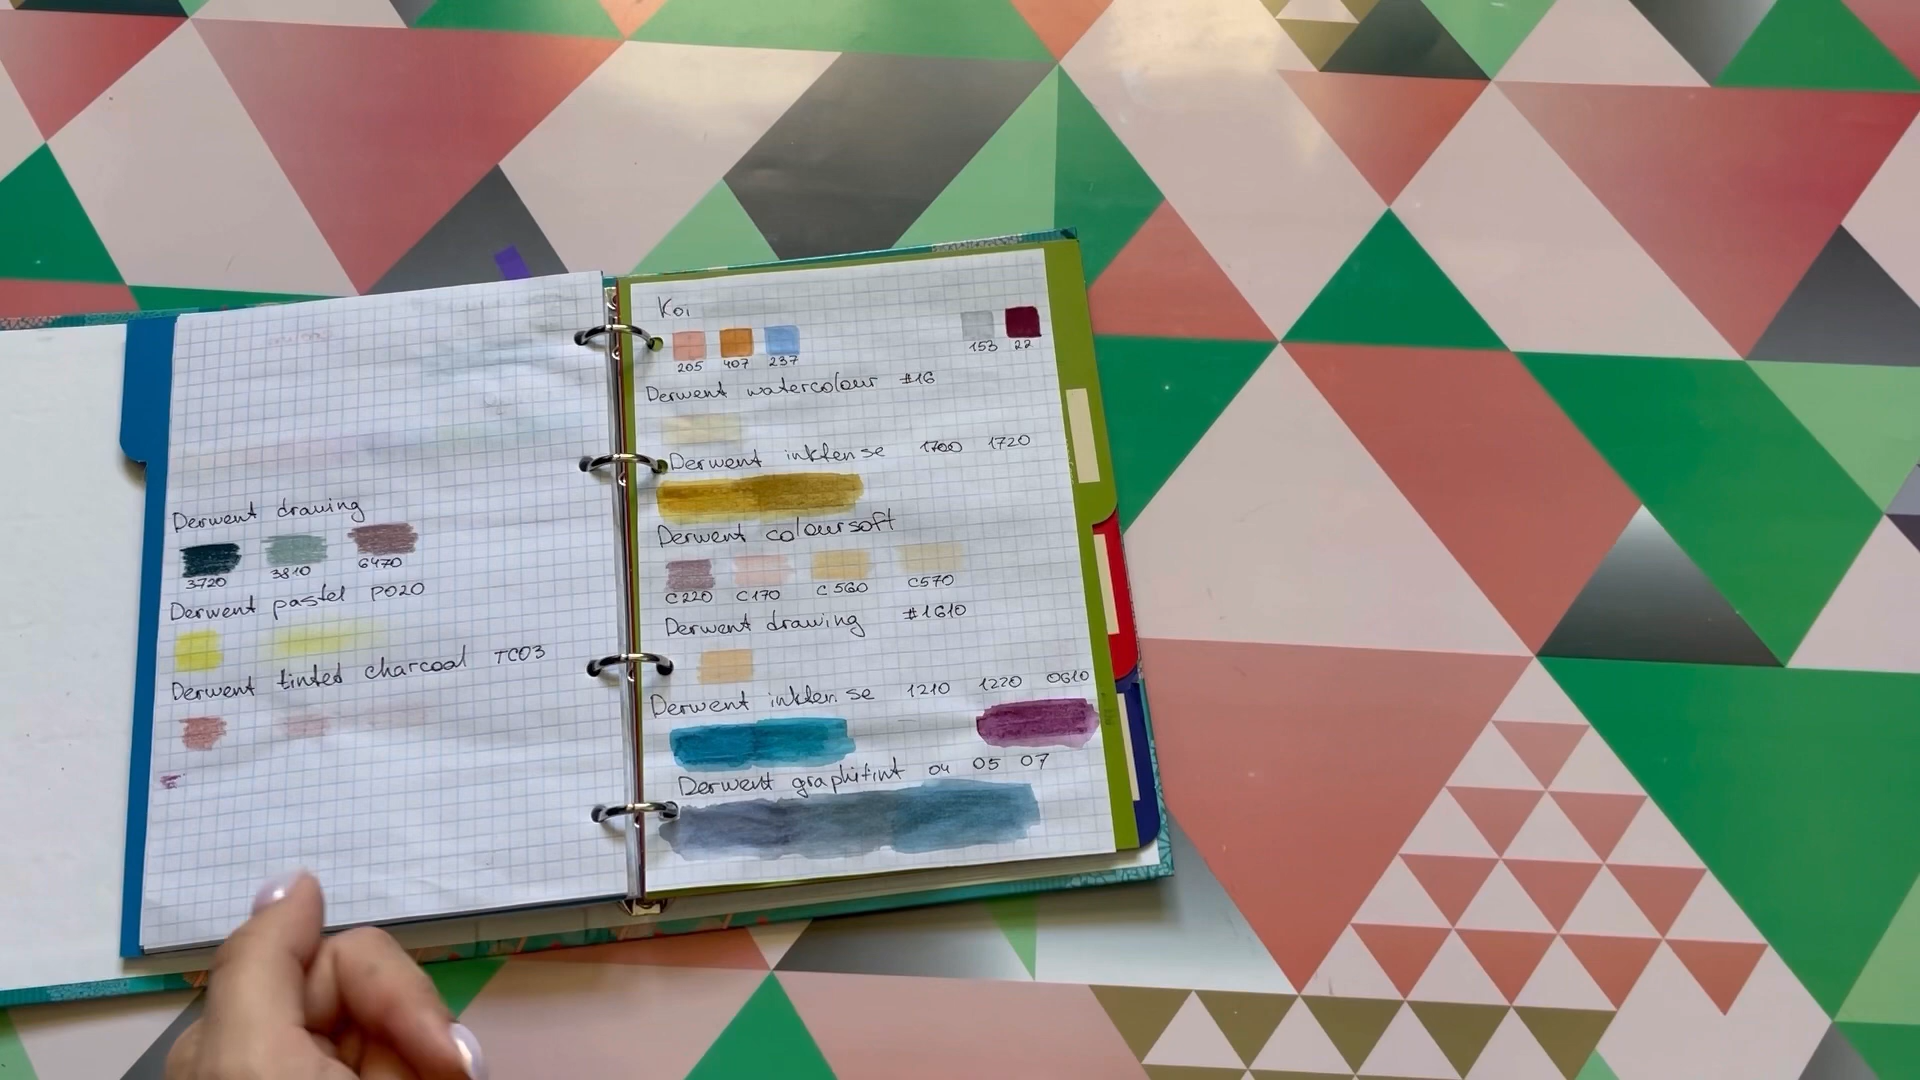 Derwent drawing
3720 3810 6470
Derwent pastel P020
Derwent tinted charcoal TC03
Koi
205 407 237 153 22
Derwent watercolour #16
Derwent inktense 1700 1720
Derwent coloursoft
C220 C170 C560 C570
Derwent drawing #1610
Derwent inktense 1210 1220 0610
Derwent graphitint 04 05 07